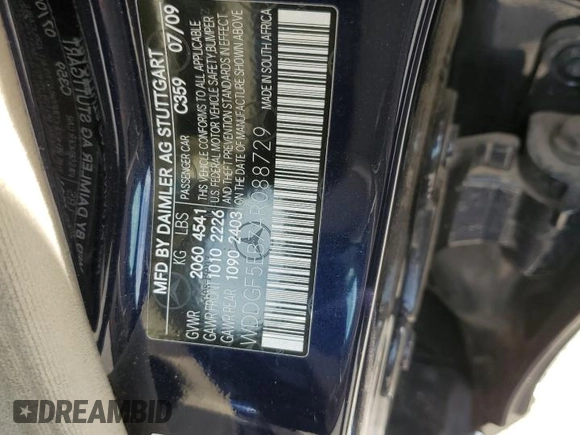 MFD BY DAIMLER AG STUTTGART
C359 07/09
KG LBS PASSENGER CAR
GVWR 2060 4541 THIS VEHICLE CONFORMS TO ALL APPLICABLE
GAWR FRONT 1010 2226 U.S. FEDERAL MOTOR VEHICLE SAFETY BUMPER
GAWR REAR 1090 2403 AND THEFT PREVENTION STANDARDS IN EFFECT
ON THE DATE OF MANUFACTURE SHOWN ABOVE
MADE IN SOUTH AFRICA
DREAMBID